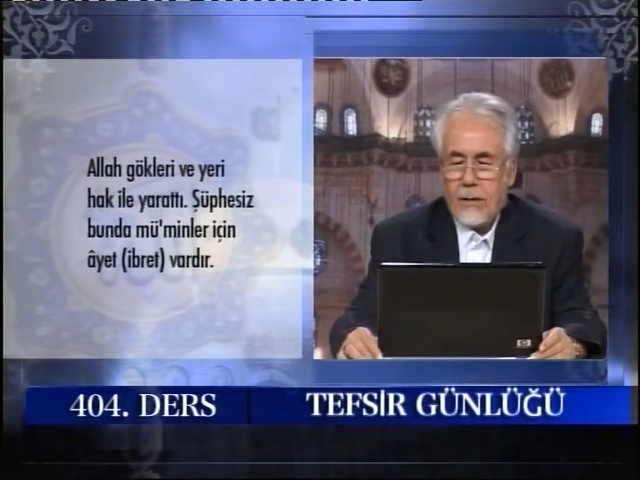 Allah gökleri ve yeri
hak ile yarattı. Şüphesiz
bunda mü'minler için
âyet (ibret) vardır.
hp
404. DERS
TEFSİR GÜNLÜĞÜ